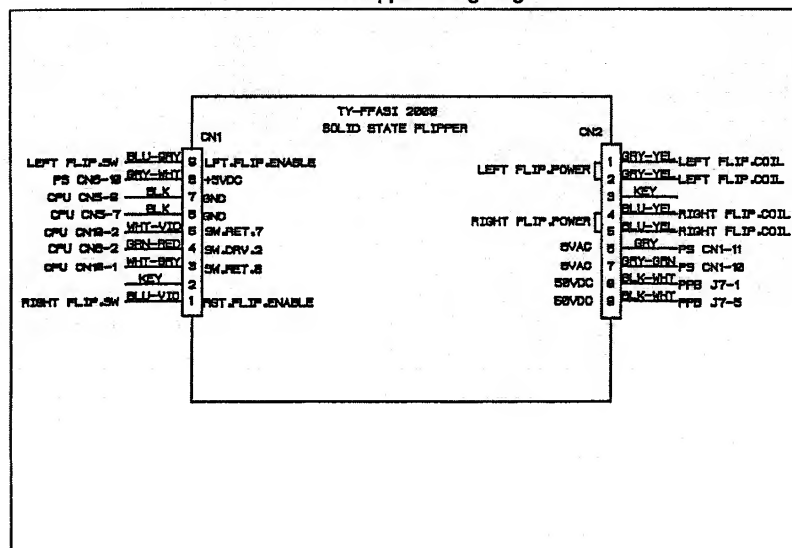 TY-FFASI 2000
SOLID STATE FLIPPER
CN1
LEFT FLIP.SW BLU-GRY 9 LFT.FLIP.ENABLE
PS CN6-10 GRY-WHT 8 +5VDC
CPU CN5-9 BLK 7 GND
CPU CN5-7 BLK 6 GND
CPU CN10-2 WHT-VIO 5 SW.RET.7
CPU CN8-2 GRN-RED 4 SW.DRV.2
CPU CN10-1 WHT-GRY 3 SW.RET.8
KEY 2
RIGHT FLIP.SW BLU-VIO 1 RGT.FLIP.ENABLE
CN2
LEFT FLIP.POWER 1 GRY-YEL LEFT FLIP.COIL
2 GRY-YEL LEFT FLIP.COIL
3 KEY
RIGHT FLIP.POWER 4 BLU-YEL RIGHT FLIP.COIL
5 BLU-YEL RIGHT FLIP.COIL
8VAC 6 GRY PS CN1-11
8VAC 7 GRY-GRN PS CN1-10
50VDC 8 BLK-WHT PPB J7-1
50VDC 9 BLK-WHT PPB J7-5